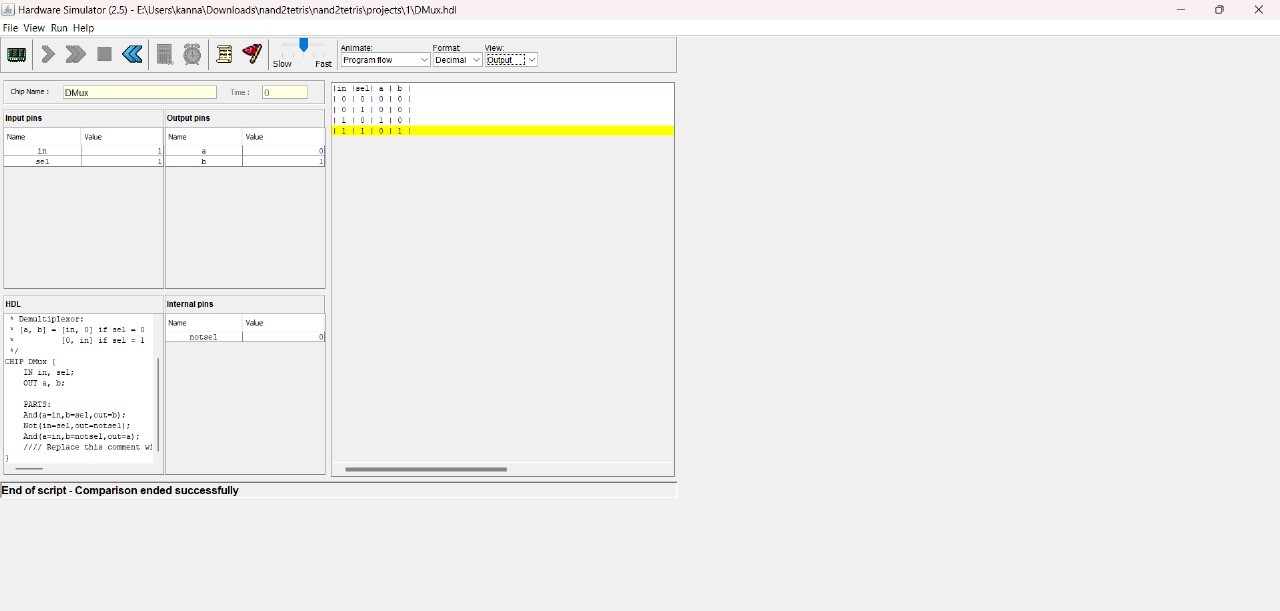 Hardware Simulator (2.5) - E:\Users\kanna\Downloads\nand2tetris\nand2tetris\projects\1\DMux.hdl
File View Run Help
Slow Fast
Animate:
Program flow
Format:
Decimal
View:
Output
Chip Name : DMux Time : 0
Input pins
Name Value
in 1
sel 1
Output pins
Name Value
a 0
b 1
|in |sel| a | b |
| 0 | 0 | 0 | 0 |
| 0 | 1 | 0 | 0 |
| 1 | 0 | 1 | 0 |
| 1 | 1 | 0 | 1 |
HDL
* Demultiplexor:
* [a, b] = [in, 0] if sel = 0
* [0, in] if sel = 1
*/
CHIP DMux {
IN in, sel;
OUT a, b;
PARTS:
And(a=in,b=sel,out=b);
Not(in=sel,out=notsel);
And(a=in,b=notsel,out=a);
//// Replace this comment wi
}
Internal pins
Name Value
notsel 0
End of script - Comparison ended successfully